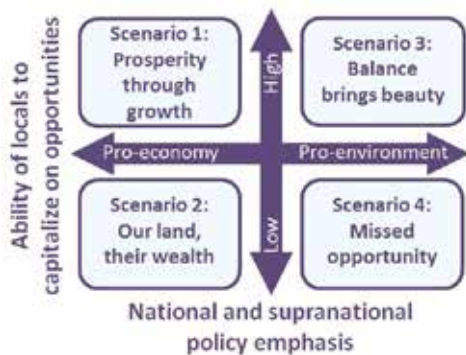 Ability of locals to
capitalize on opportunities
Scenario 1:
Prosperity
through
growth
High
Scenario 3:
Balance
brings beauty
Pro-economy
Pro-environment
Scenario 2:
Our land,
their wealth
Low
Scenario 4:
Missed
opportunity
National and supranational
policy emphasis